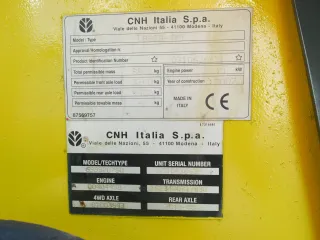 CNH Italia S.p.a.
Viale delle Nazioni 55 - 41100 Modena - Italy
Model - Type
Approval Homologation n.
Product Identification Number
Total permissible mass kg Engine power kW
Permissible front axle load kg Year of construction
Permissible rear axle load kg
Permissible towable mass kg
MADE IN
ITALY
CE
87569757
CNH Italia S.p.a.
Viale delle Nazioni, 55 - 41100 Modena - Italy
MODEL/TECHTYPE UNIT SERIAL NUMBER
ENGINE TRANSMISSION
4WD AXLE REAR AXLE